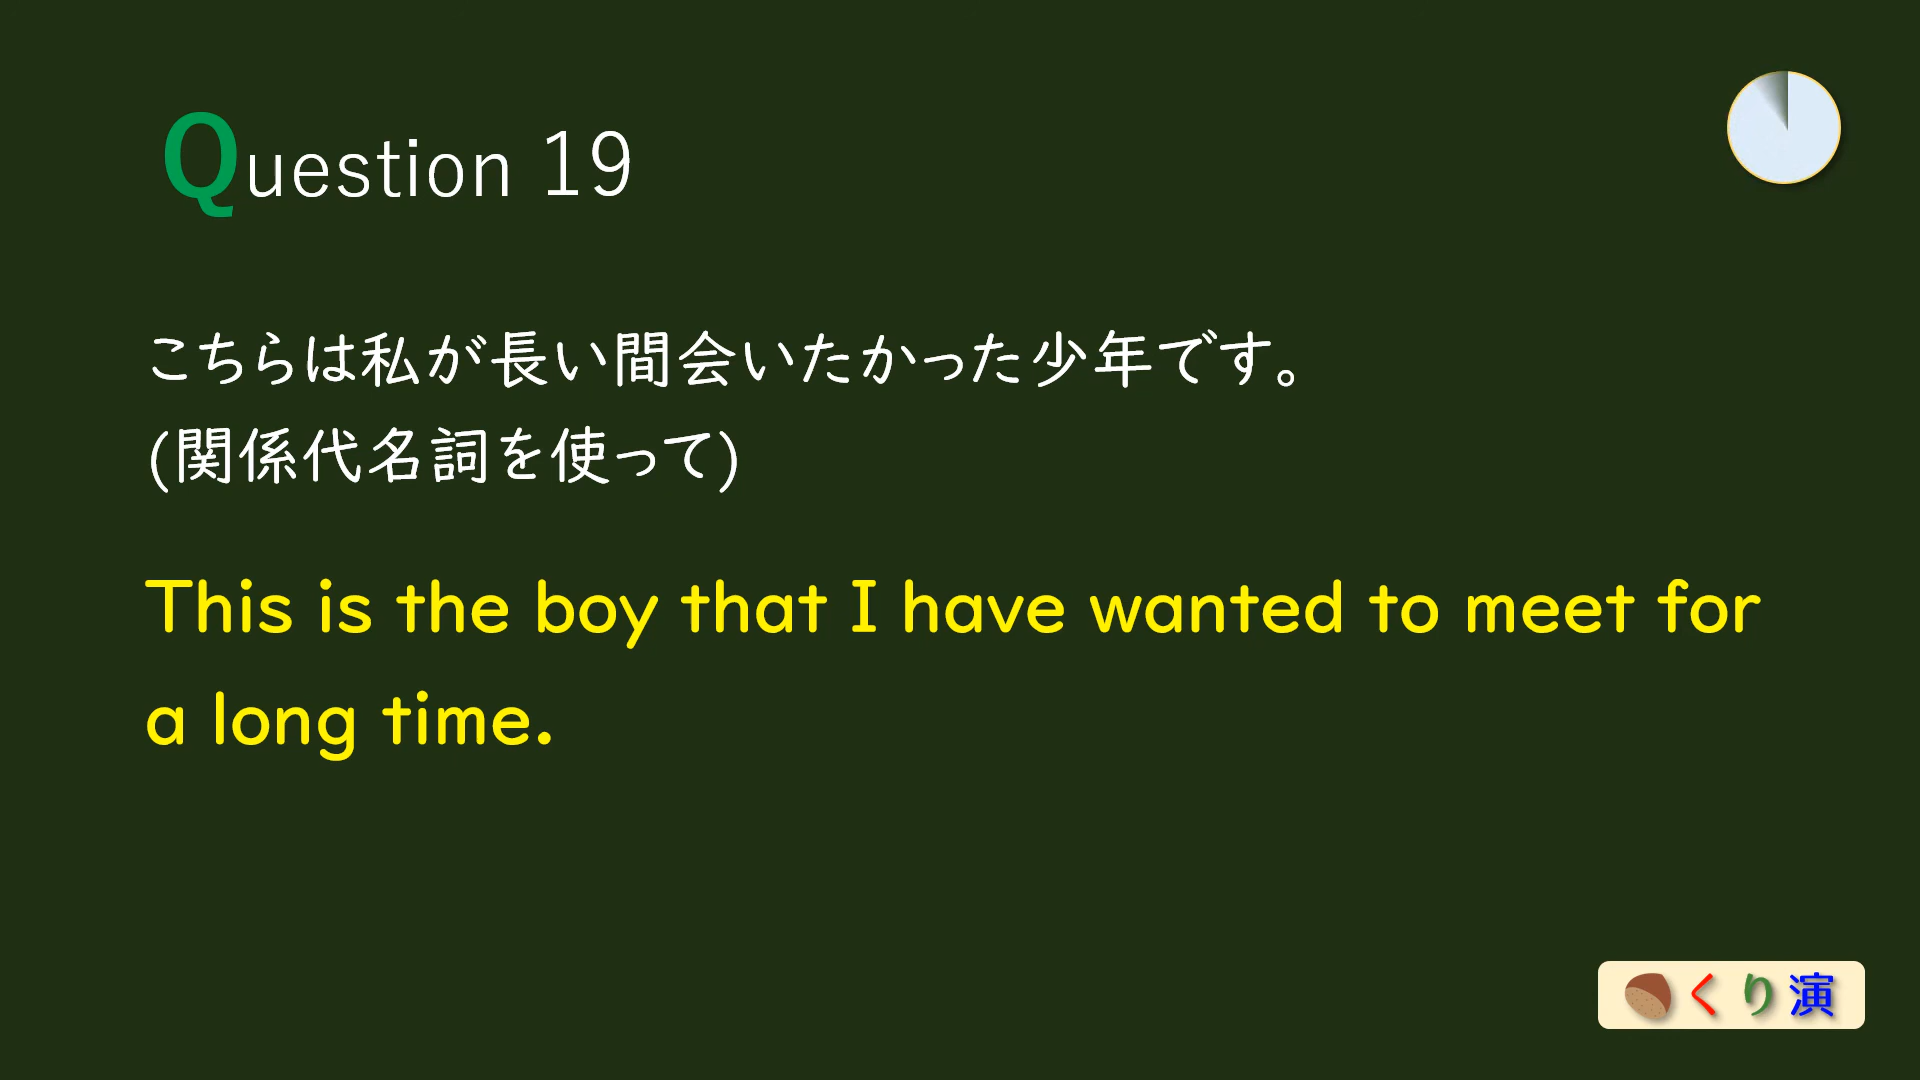 Question 19
こちらは私が長い間会いたかった少年です。
(関係代名詞を使って)
This is the boy that I have wanted to meet for
a long time.
くり演